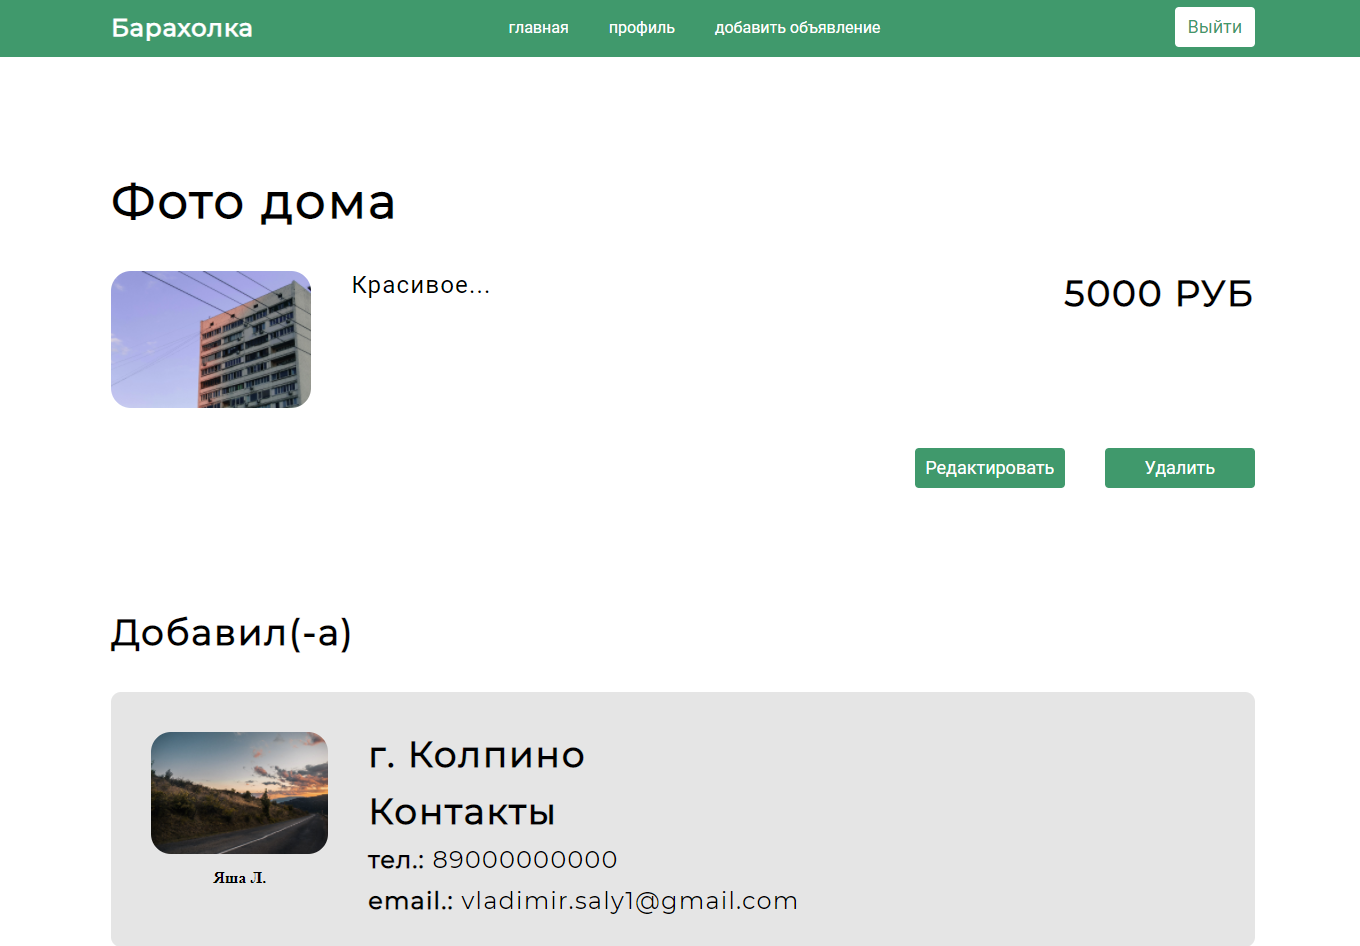 Барахолка
главная профиль добавить объявление
Выйти
Фото дома
Красивое...
5000 РУБ
Редактировать Удалить
Добавил(-а)
г. Колпино
Контакты
тел.: 89000000000
Яша Л.
email.: vladimir.saly1@gmail.com